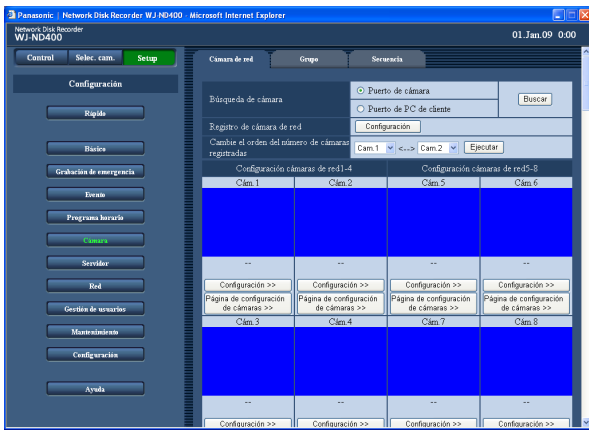 Panasonic | Network Disk Recorder WJ-ND400 - Microsoft Internet Explorer
Network Disk Recorder
WJ-ND400
01.Jan.09 0:00
Control Selec. cam. Setup
Configuración
Rápido
Básico
Grabación de emergencia
Evento
Programa horario
Cámara
Servidor
Red
Gestión de usuarios
Mantenimiento
Configuración
Ayuda
Cámara de red Grupo Secuencia
Búsqueda de cámara
Puerto de cámara
Puerto de PC de cliente
Buscar
Registro de cámara de red
Configuración
Cambie el orden del número de cámaras registradas
Cam.1 <--> Cam.2 Ejecutar
Configuración cámaras de red1-4 Configuración cámaras de red5-8
Cám.1 Cám.2 Cám.5 Cám.6
-- -- -- --
Configuración >> Configuración >> Configuración >> Configuración >>
Página de configuración de cámaras >> Página de configuración de cámaras >> Página de configuración de cámaras >> Página de configuración de cámaras >>
Cám.3 Cám.4 Cám.7 Cám.8
-- -- -- --
Configuración >> Configuración >> Configuración >> Configuración >>